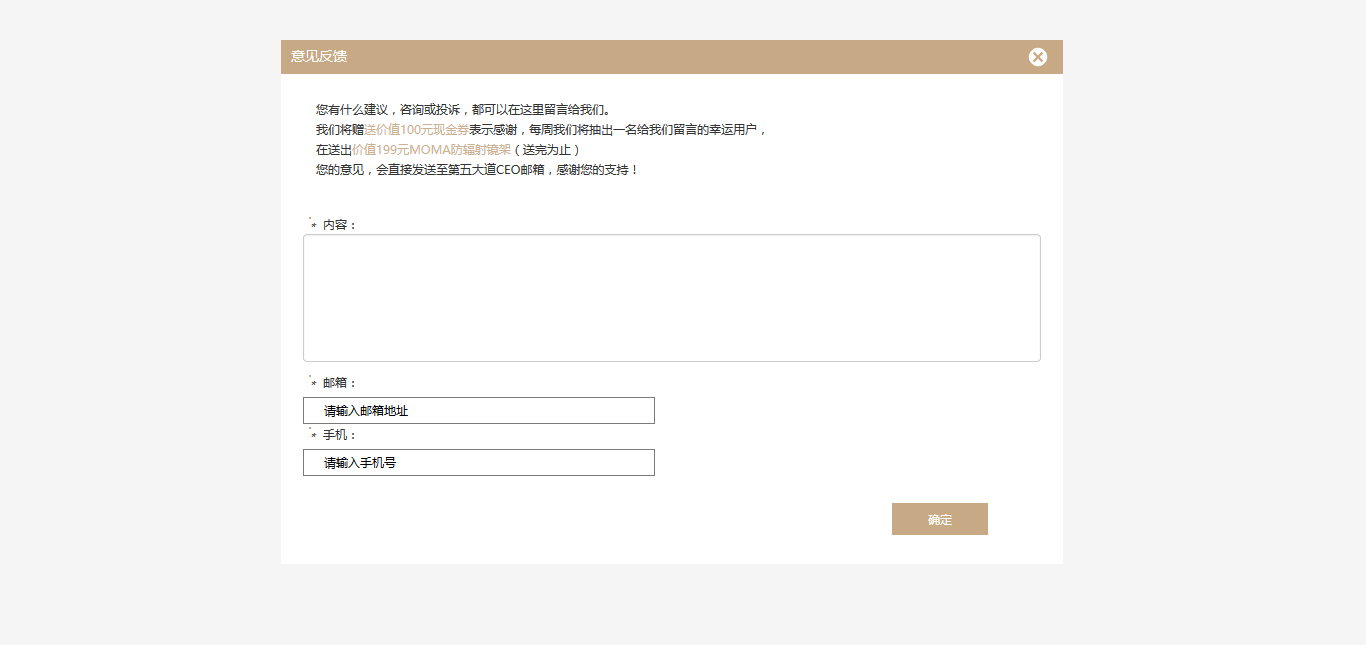 意见反馈
您有什么建议，咨询或投诉，都可以在这里留言给我们。
我们将赠送价值100元现金券表示感谢，每周我们将抽出一名给我们留言的幸运用户，
在送出价值199元MOMA防辐射镜架（送完为止）
您的意见，会直接发送至第五大道CEO邮箱，感谢您的支持！
* 内容：
* 邮箱：
请输入邮箱地址
* 手机：
请输入手机号
确定